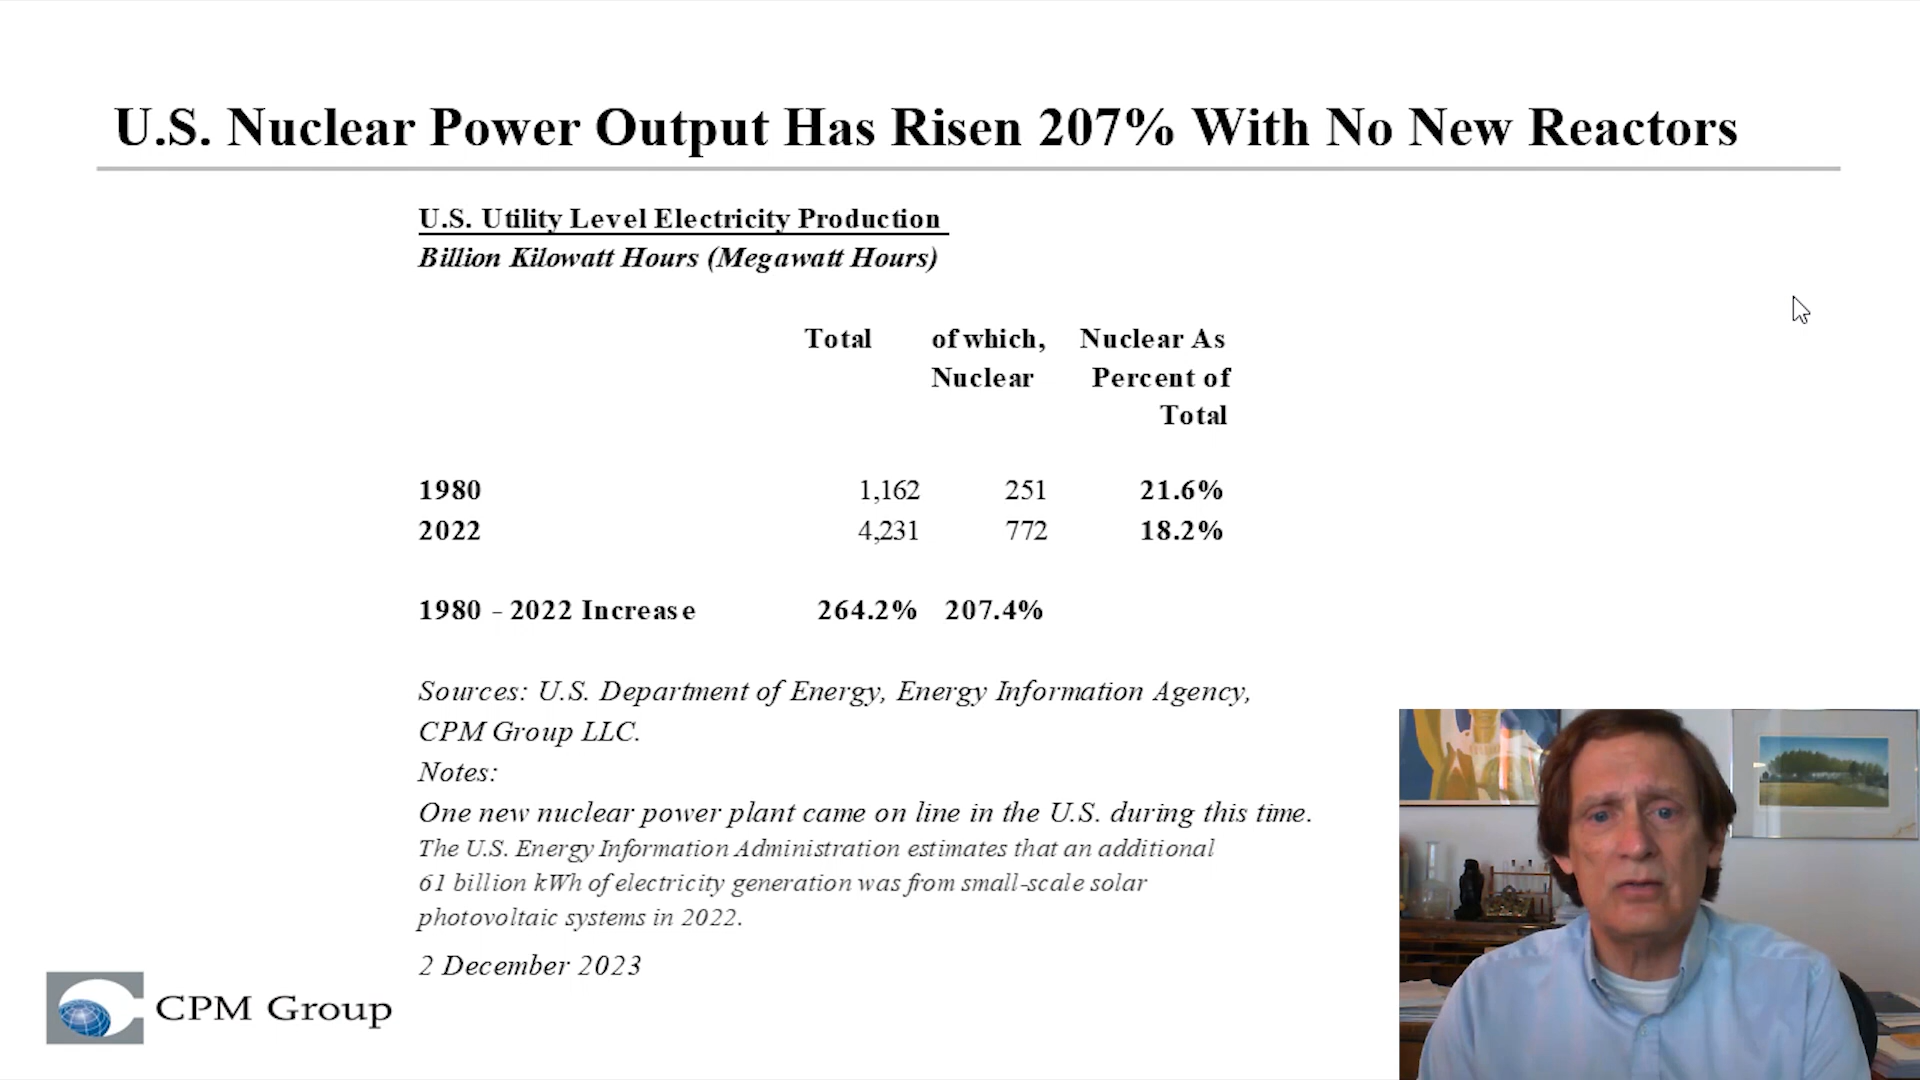 U.S. Nuclear Power Output Has Risen 207% With No New Reactors
U.S. Utility Level Electricity Production
Billion Kilowatt Hours (Megawatt Hours)
Total of which, Nuclear As
Nuclear Percent of
Total
1980 1,162 251 21.6%
2022 4,231 772 18.2%
1980 - 2022 Increase 264.2% 207.4%
Sources: U.S. Department of Energy, Energy Information Agency,
CPM Group LLC.
Notes:
One new nuclear power plant came on line in the U.S. during this time.
The U.S. Energy Information Administration estimates that an additional
61 billion kWh of electricity generation was from small-scale solar
photovoltaic systems in 2022.
2 December 2023
CPM Group